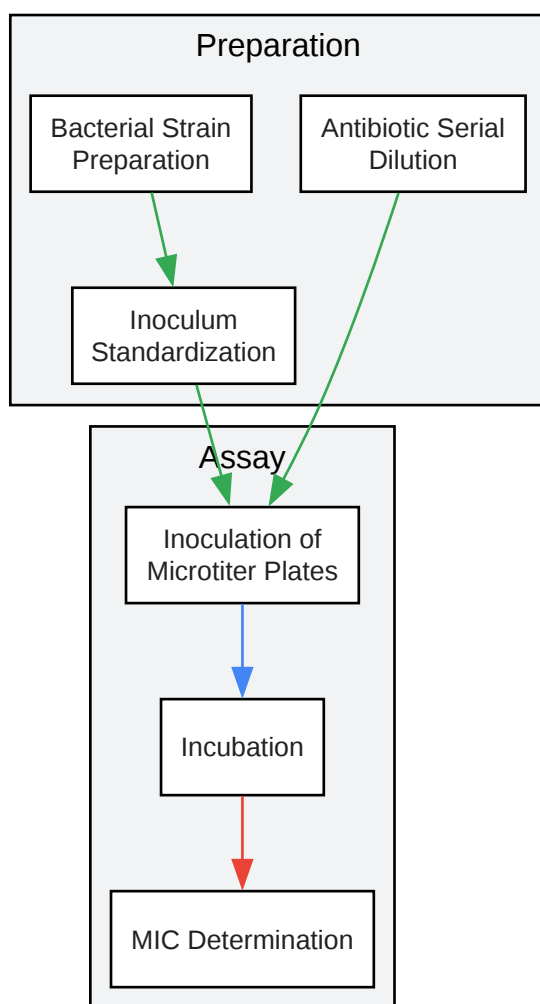 Preparation
Bacterial Strain
Preparation
Antibiotic Serial
Dilution
Inoculum
Standardization
Assay
Inoculation of
Microtiter Plates
Incubation
MIC Determination